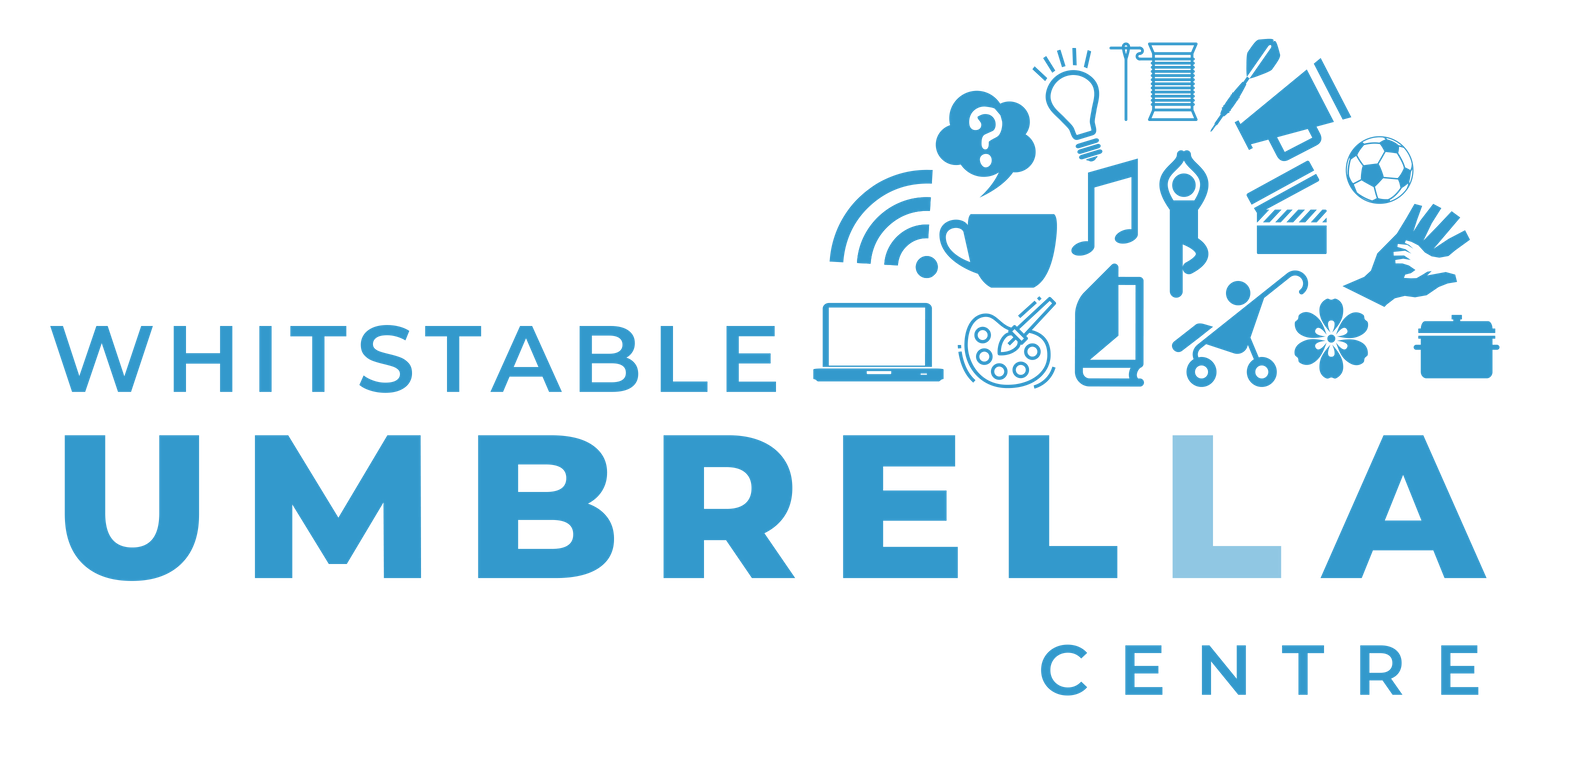 WHITSTABLE
?
UMBRELLA
CENTRE